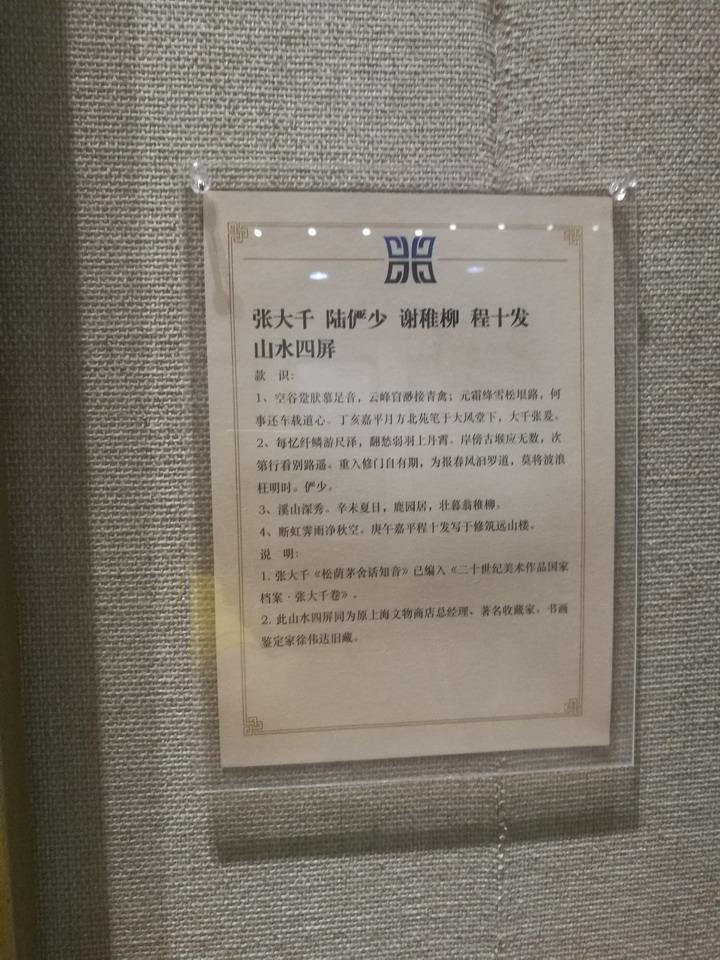 张大千 陆俨少 谢稚柳 程十发
山水四屏
款 识：
1、空谷跫肰慕足音，云峰窅渺接青禽；元霜绛雪松垠路，何
事还车载道心。丁亥嘉平月方北苑笔于大风堂下，大千张爰。
2、每忆纤鳞游尺泽，翻愁弱羽上丹霄。岸傍古堠应无数，次
第行看别路遥。重入修门自有期，为报春风汨罗道，莫将波浪
枉明时。俨少。
3、溪山深秀。辛未夏日，鹿园居，壮暮翁稚柳。
4、断虹霁雨净秋空。庚午嘉平程十发写于修筑远山楼。
说 明：
1. 张大千《松荫茅舍话知音》已编入《二十世纪美术作品国家
档案·张大千卷》。
2. 此山水四屏同为原上海文物商店总经理、著名收藏家、书画
鉴定家徐伟达旧藏。